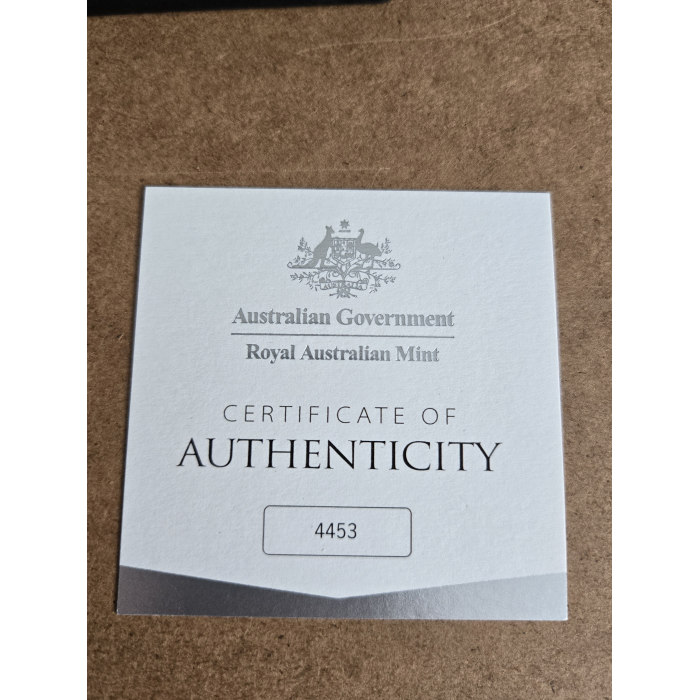 Australian Government
Royal Australian Mint
CERTIFICATE OF
AUTHENTICITY
4453